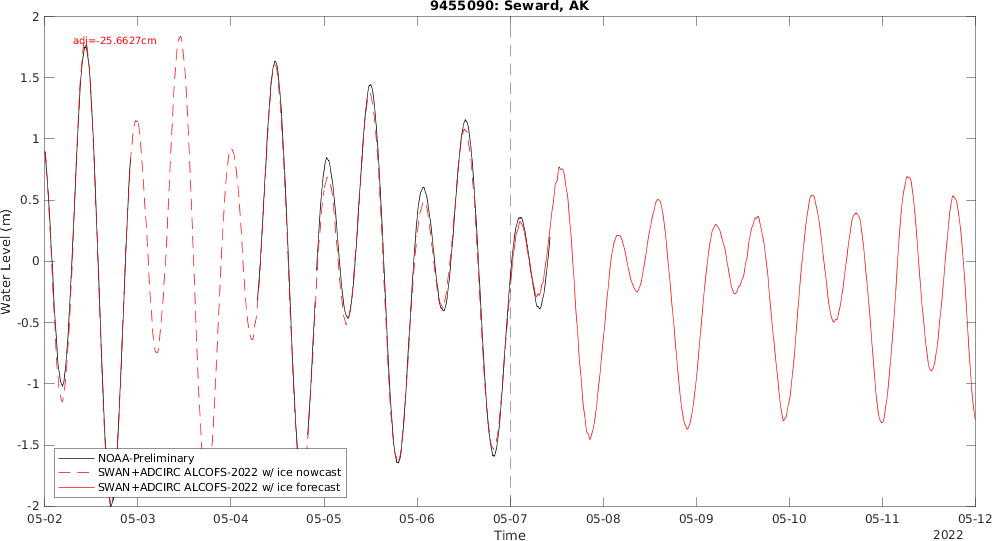 9455090: Seward, AK
adj=-25.6627cm
2
1.5
1
0.5
0
-0.5
-1
-1.5
-2
Water Level (m)
NOAA-Preliminary
SWAN+ADCIRC ALCOFS-2022 w/ ice nowcast
SWAN+ADCIRC ALCOFS-2022 w/ ice forecast
05-02 05-03 05-04 05-05 05-06 05-07 05-08 05-09 05-10 05-11 05-12
Time
2022